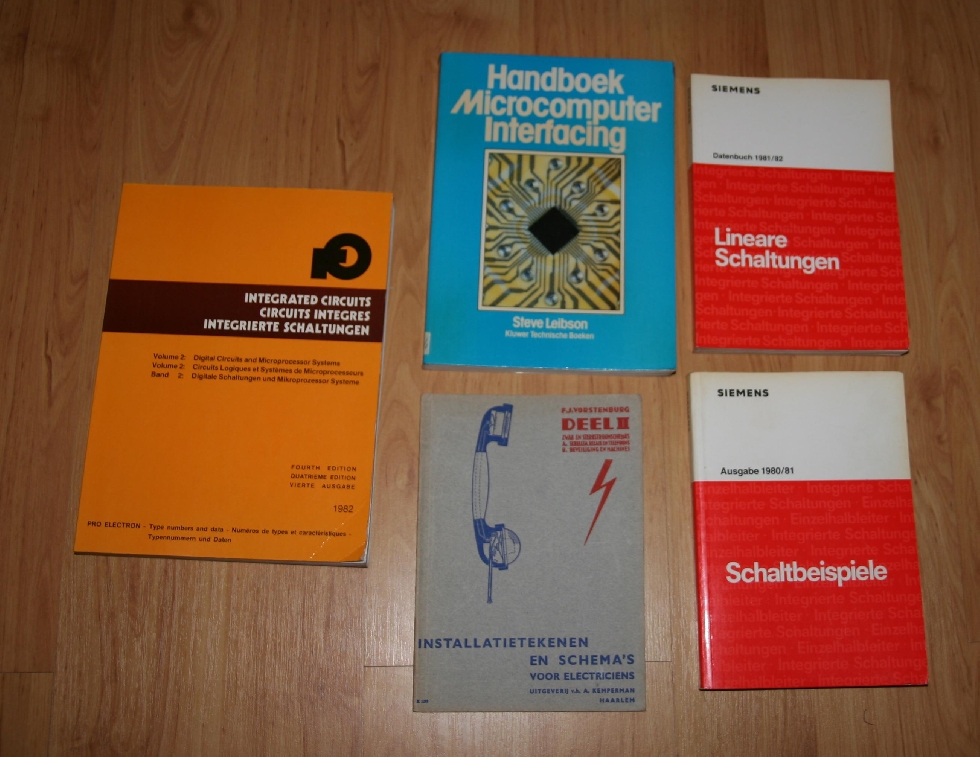 INTEGRATED CIRCUITS
CIRCUITS INTEGRES
INTEGRIERTE SCHALTUNGEN
Volume 2: Digital Circuits and Microprocessor Systems
Volume 2: Circuits Logiques et Systèmes de Microprocesseurs
Band 2: Digitale Schaltungen und Mikroprozessor Systeme
FOURTH EDITION
QUATRIEME EDITION
VIERTE AUSGABE
1982
PRO ELECTRON - Type numbers and data - Numéros de types et caractéristiques -
Typennummern und Daten
Handboek
Microcomputer
Interfacing
Steve Leibson
Kluwer Technische Boeken
P.J. VORSTENBURG
DEEL II
INSTALLATIETEKENEN
EN SCHEMA'S
VOOR ELECTRICIENS
UITGEVERIJ v.h. A. KEMPERMAN
HAARLEM
SIEMENS
Datenbuch 1981/82
Lineare
Schaltungen
SIEMENS
Ausgabe 1980/81
Schaltbeispiele